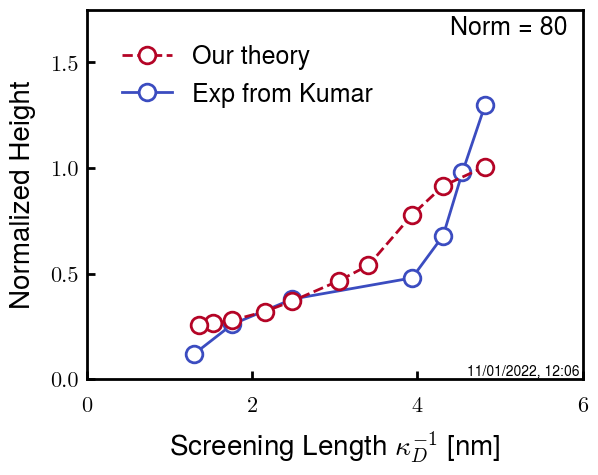 Norm = 80
Our theory
Exp from Kumar
Normalized Height
1.5
1.0
0.5
0.0
11/01/2022, 12:06
0 2 4 6
Screening Length κ_D^{-1} [nm]